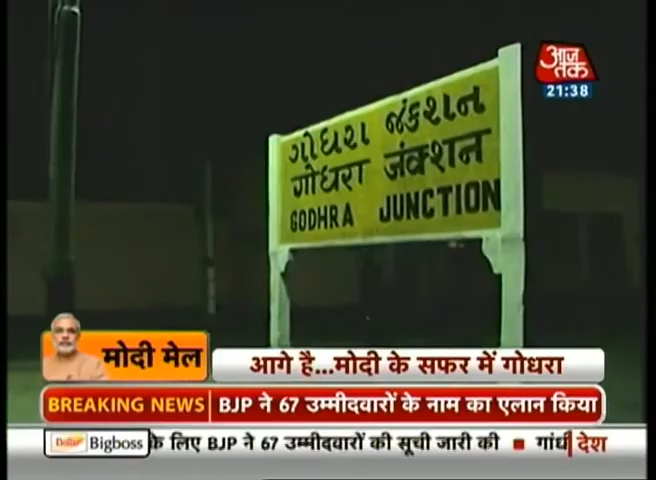 आज तक
21:38
ગોધરા જંકશન
गोधरा जंक्शन
GODHRA JUNCTION
मोदी मेल
आगे है...मोदी के सफर में गोधरा
BREAKING NEWS BJP ने 67 उम्मीदवारों के नाम का एलान किया
Dollar Bigboss के लिए BJP ने 67 उम्मीदवारों की सूची जारी की ■ गांधी देश